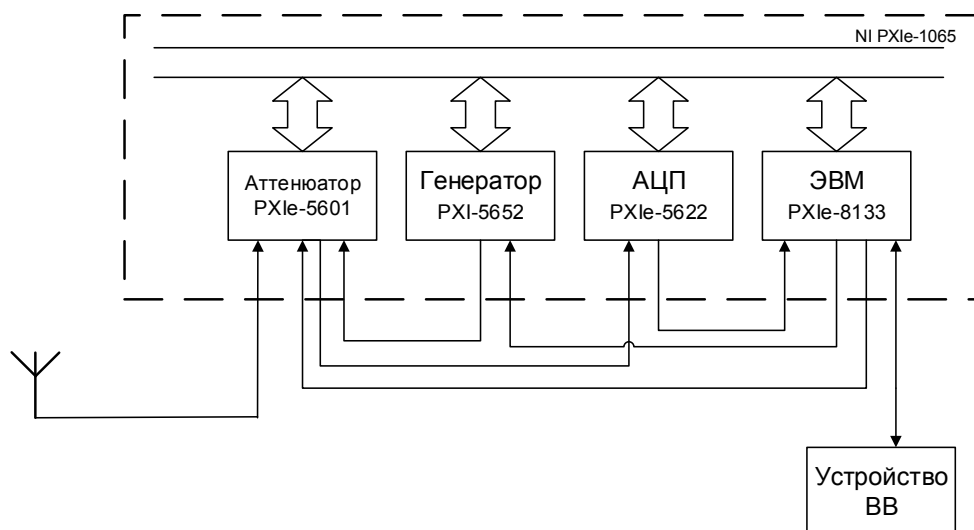 NI PXIe-1065
Аттенюатор
PXIe-5601
Генератор
PXI-5652
АЦП
PXIe-5622
ЭВМ
PXIe-8133
Устройство
ВВ